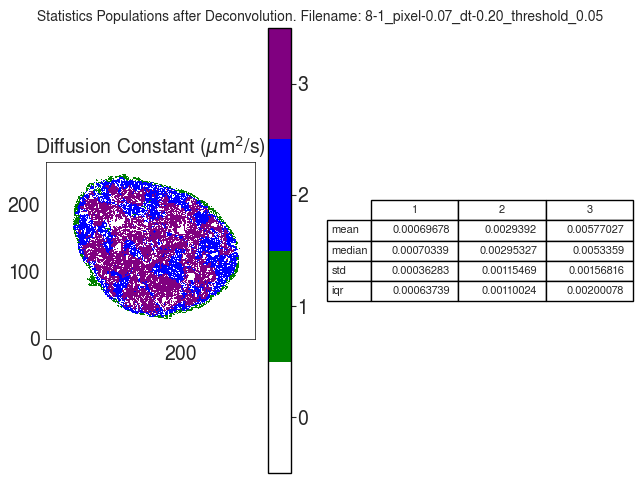 Statistics Populations after Deconvolution. Filename: 8-1_pixel-0.07_dt-0.20_threshold_0.05
Diffusion Constant (μm²/s)
200
100
0
0 200
3
2
1
0
1 2 3
mean 0.00069678 0.0029392 0.00577027
median 0.00070339 0.00295327 0.0053359
std 0.00036283 0.00115469 0.00156816
iqr 0.00063739 0.00110024 0.00200078